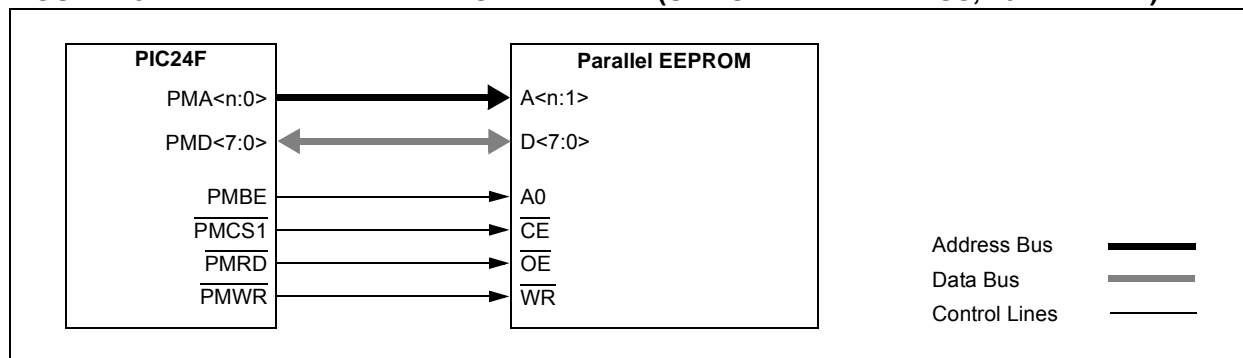 PIC24F
Parallel EEPROM
PMA<n:0>
A<n:1>
PMD<7:0>
D<7:0>
PMBE
A0
PMCS1
CE
PMRD
OE
PMWR
WR
Address Bus
Data Bus
Control Lines